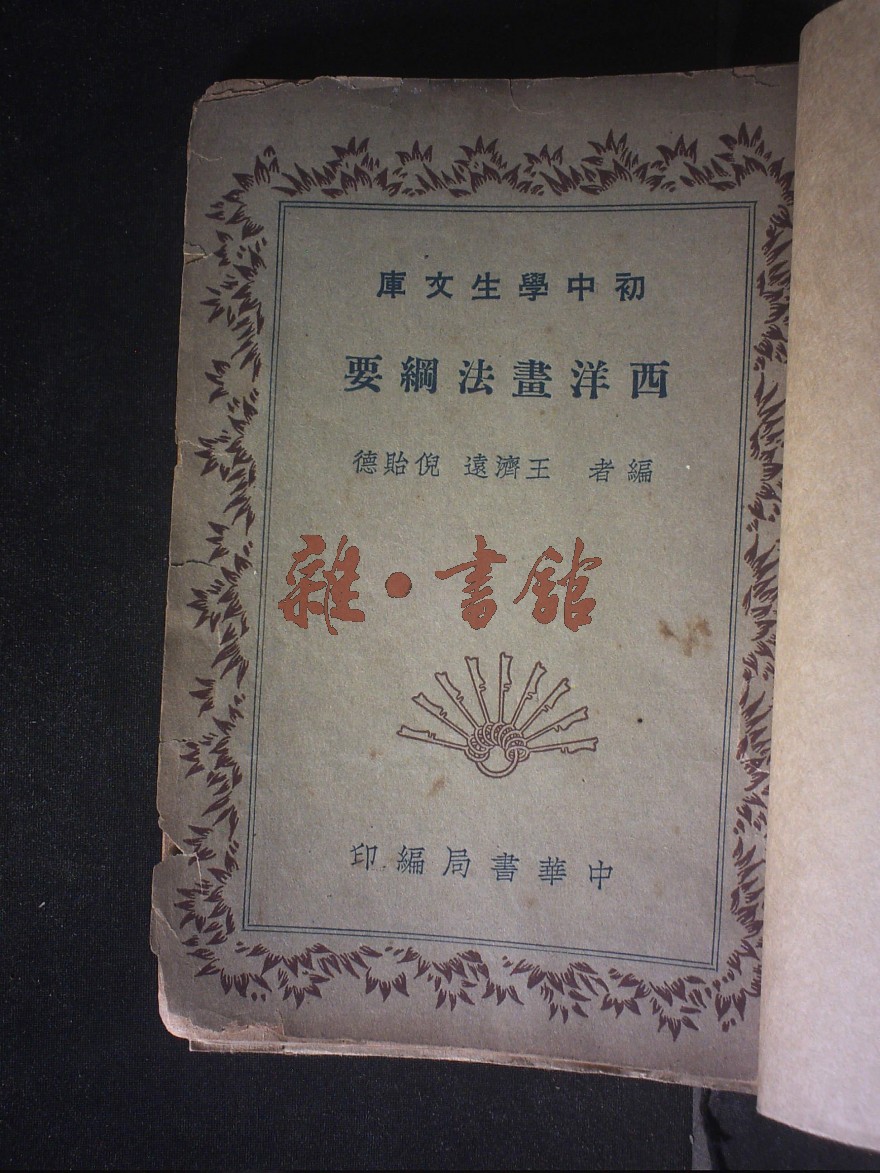 初中學生文庫
西洋畫法綱要
編者 王濟遠 倪貽德
雜·書館
中華書局編印